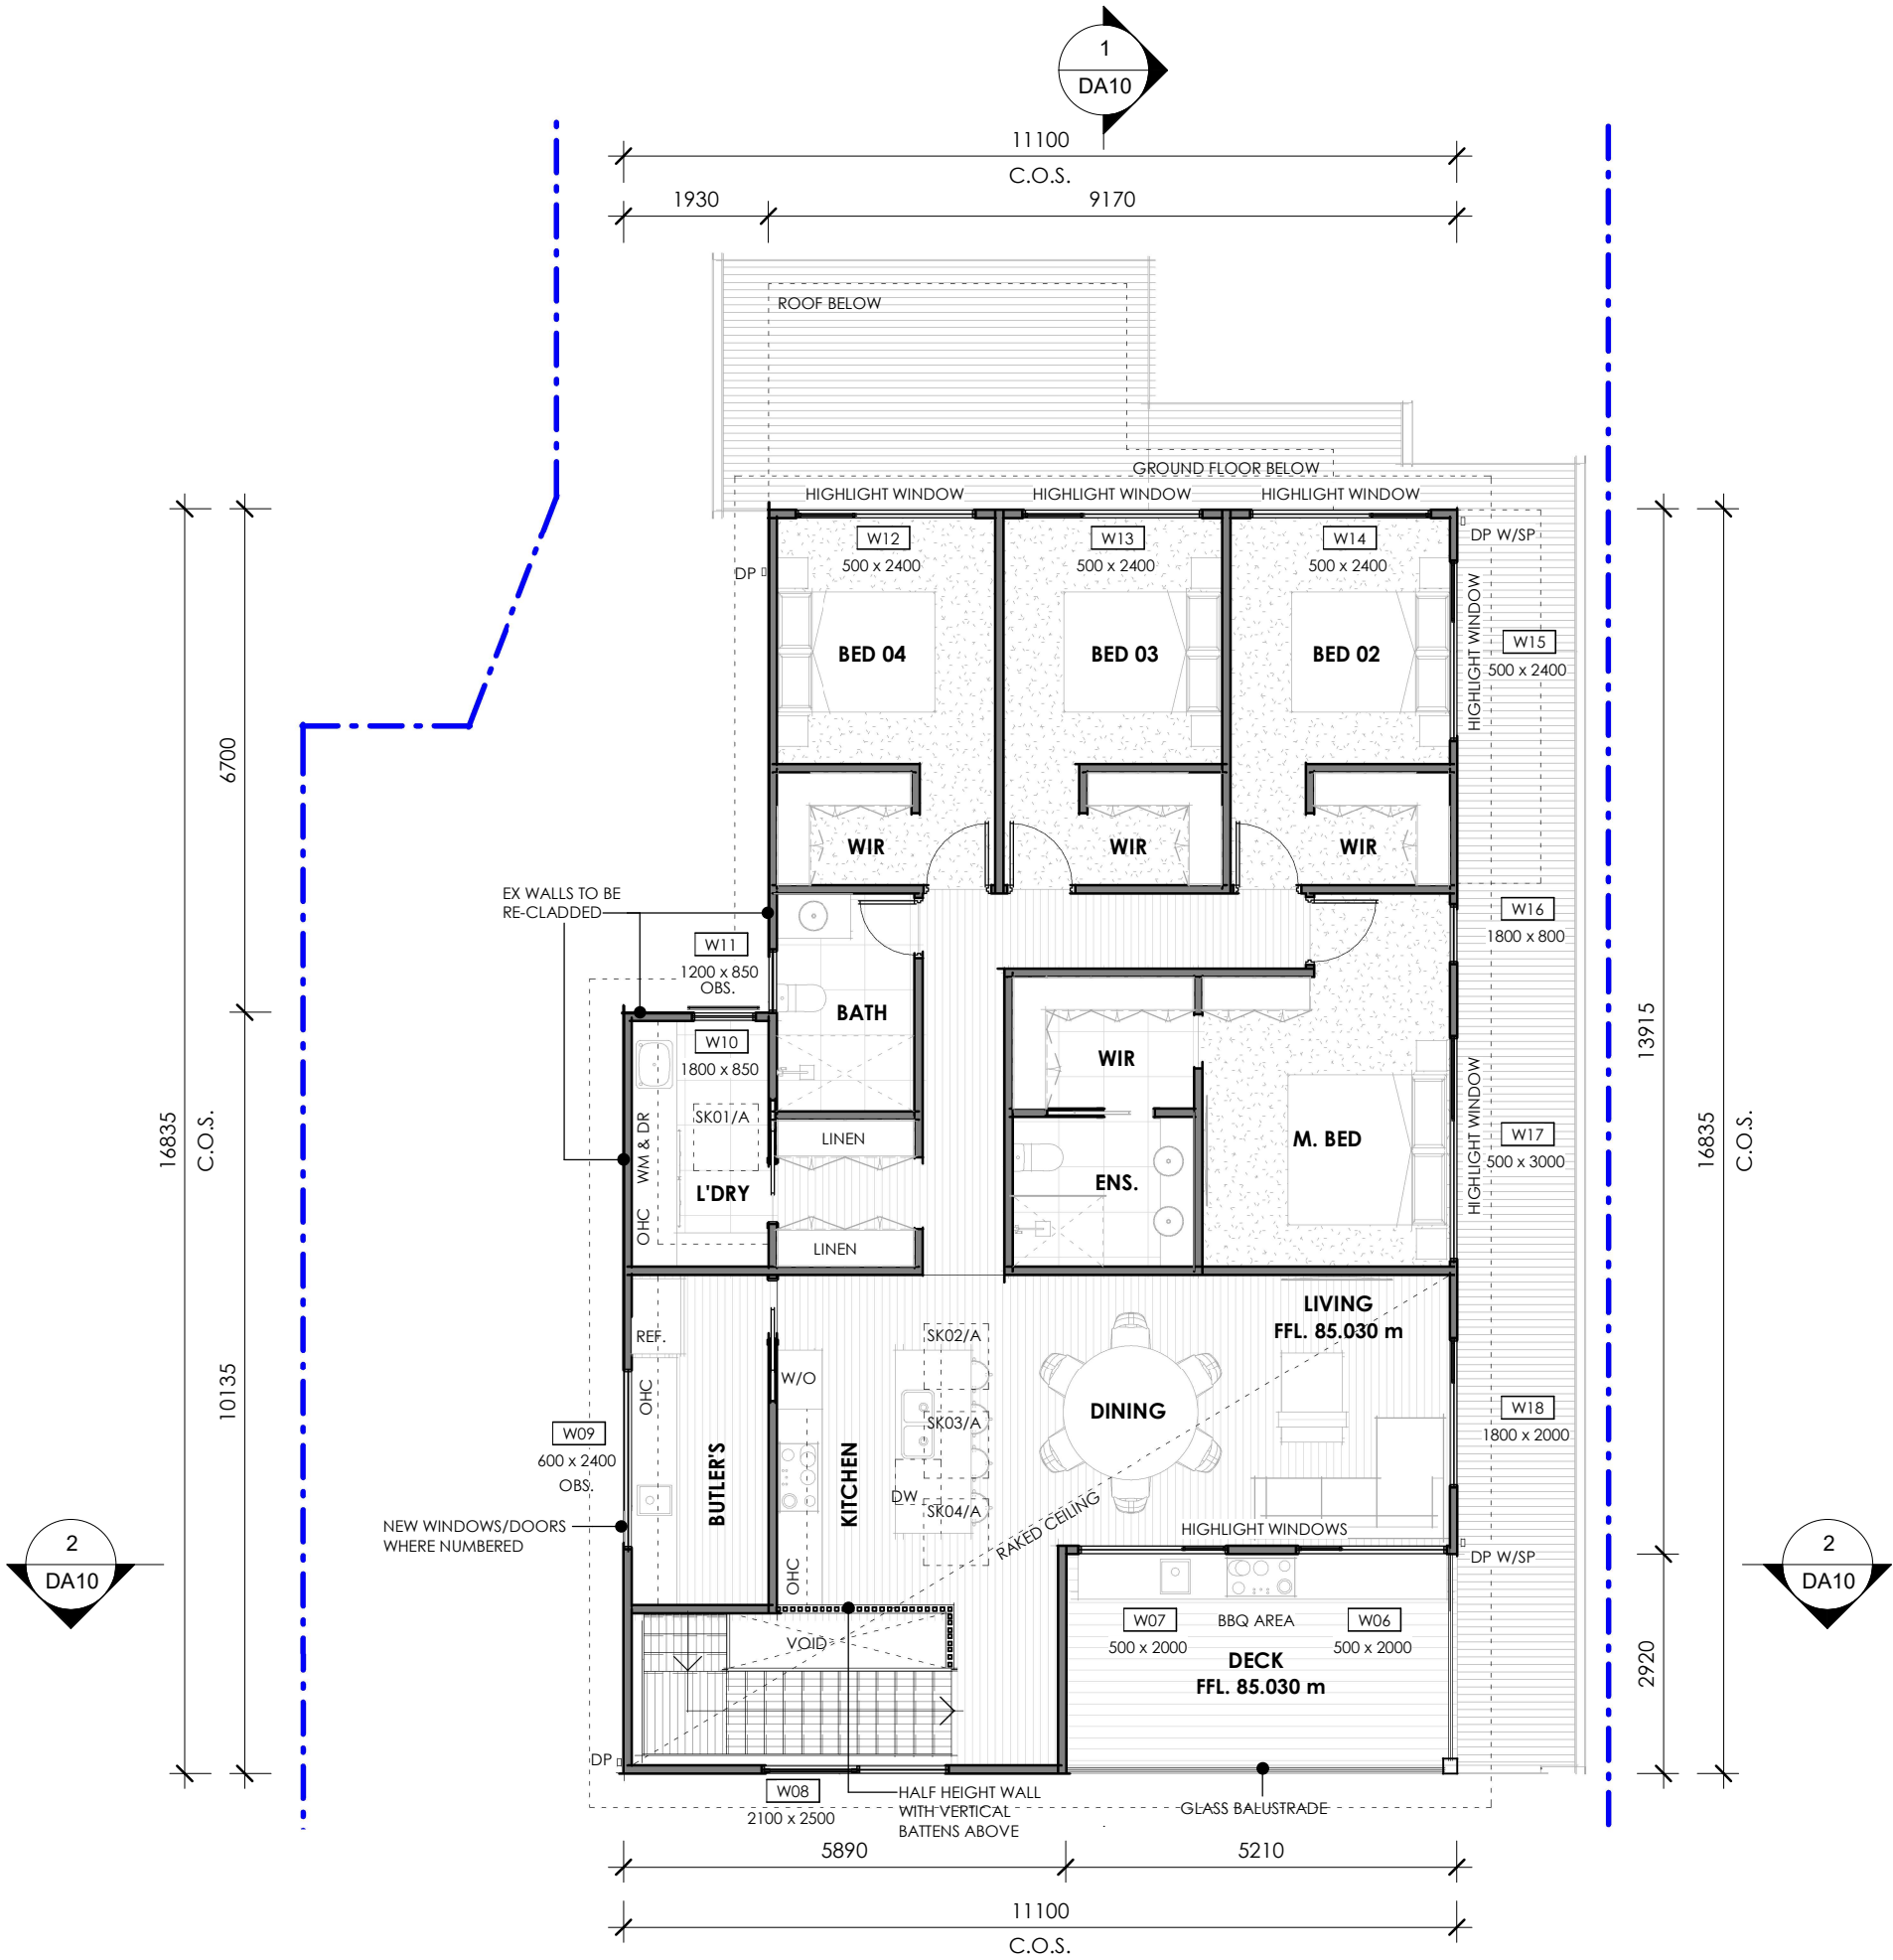 1
DA10
11100
C.O.S.
1930
9170
ROOF BELOW
GROUND FLOOR BELOW
HIGHLIGHT WINDOW
HIGHLIGHT WINDOW
HIGHLIGHT WINDOW
W12
500 x 2400
W13
500 x 2400
W14
500 x 2400
DP W/SP
DP
HIGHLIGHT WINDOW
W15
500 x 2400
BED 04
BED 03
BED 02
6700
WIR
WIR
WIR
EX WALLS TO BE
RE-CLADDED
W11
1200 x 850
OBS.
W16
1800 x 800
BATH
W10
1800 x 850
WIR
13915
16835
C.O.S.
16835
C.O.S.
SK01/A
WM & DR
OHC
L'DRY
LINEN
LINEN
ENS.
M. BED
HIGHLIGHT WINDOW
W17
500 x 3000
LIVING
FFL. 85.030 m
REF.
OHC
W/O
SK02/A
SK03/A
SK04/A
DW
DINING
10135
W09
600 x 2400
OBS.
BUTLER'S
KITCHEN
OHC
RAKED CEILING
W18
1800 x 2000
NEW WINDOWS/DOORS
WHERE NUMBERED
HIGHLIGHT WINDOWS
DP W/SP
2
DA10
2
DA10
VOID
W07
500 x 2000
BBQ AREA
W06
500 x 2000
DECK
FFL. 85.030 m
2920
DP
W08
2100 x 2500
HALF HEIGHT WALL
WITH VERTICAL
BATTENS ABOVE
GLASS BALUSTRADE
5890
5210
11100
C.O.S.